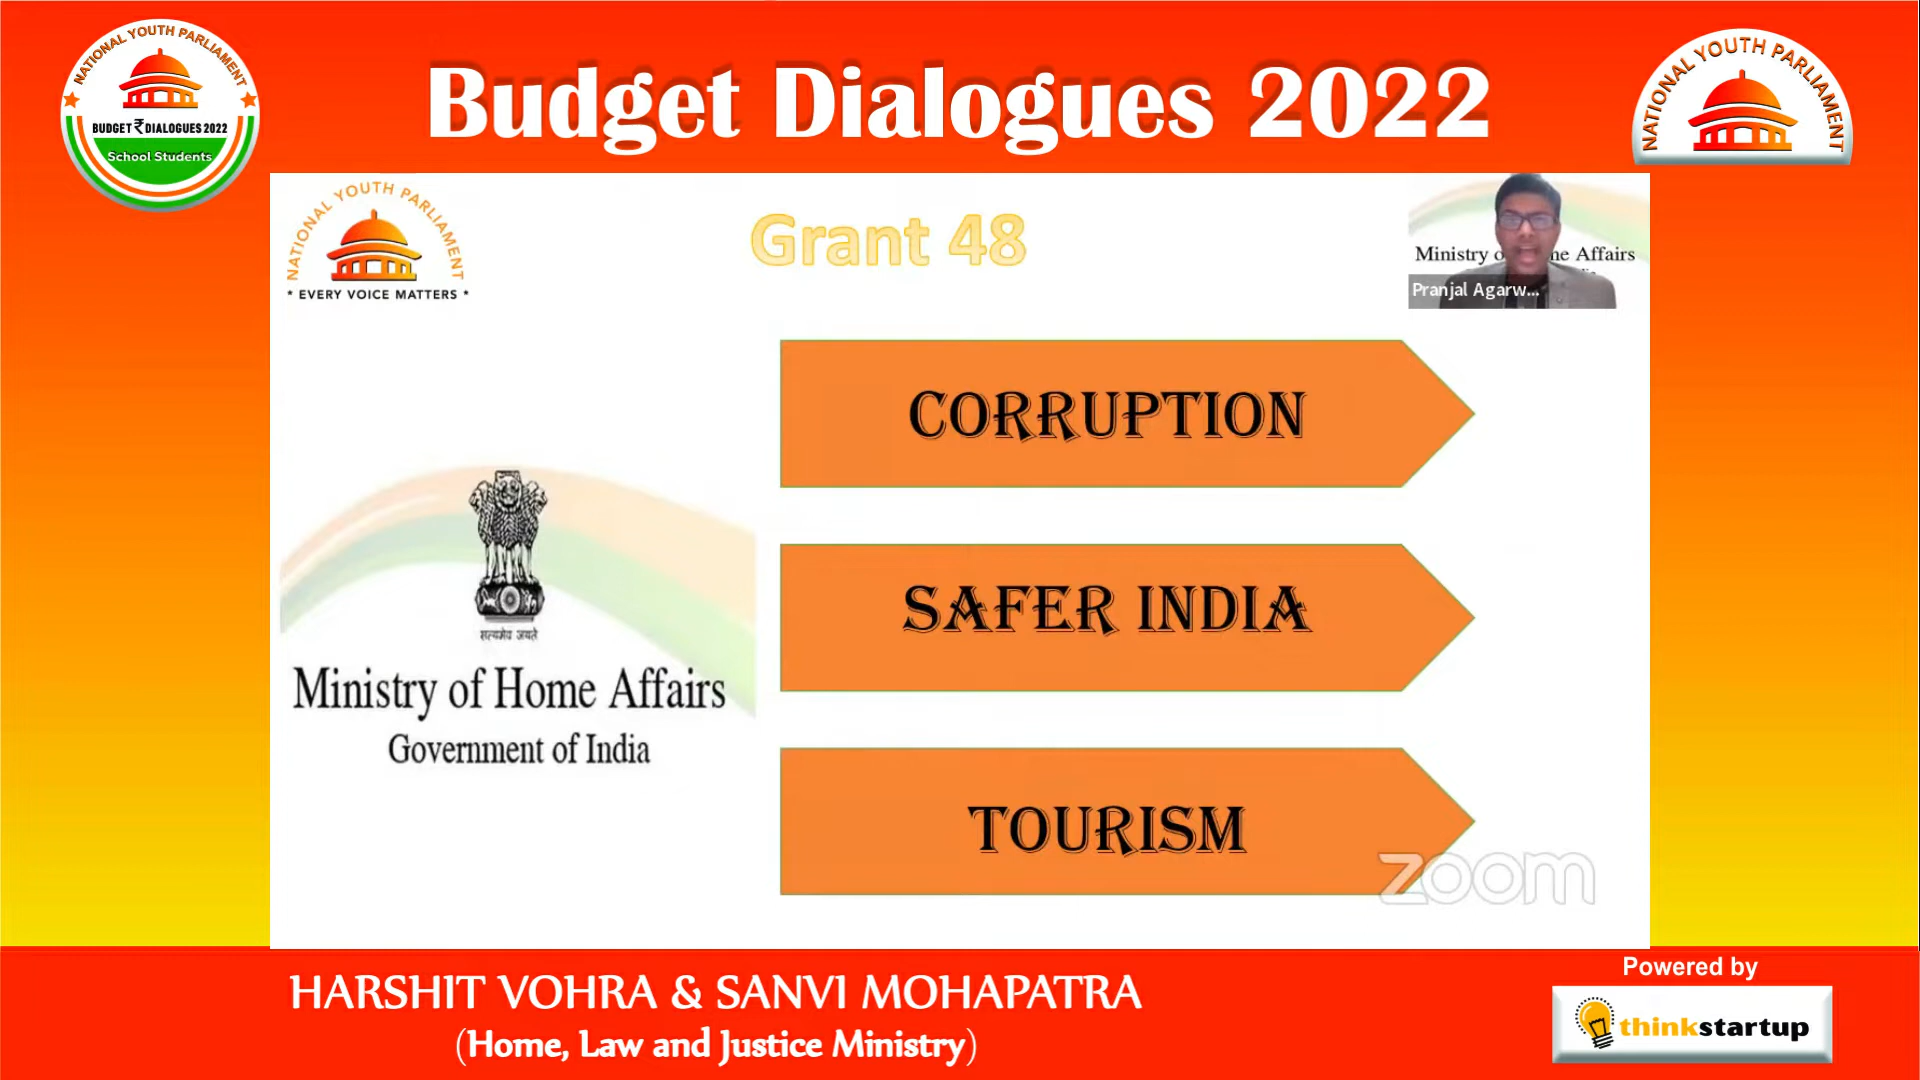 NATIONAL YOUTH PARLIAMENT
BUDGET ₹ DIALOGUES 2022
School Students
Budget Dialogues 2022
NATIONAL YOUTH PARLIAMENT
NATIONAL YOUTH PARLIAMENT
* EVERY VOICE MATTERS *
Grant 48
Ministry o ne Affairs
Pranjal Agarw...
CORRUPTION
SAFER INDIA
TOURISM
सत्यमेव जयते
Ministry of Home Affairs
Government of India
zoom
HARSHIT VOHRA & SANVI MOHAPATRA
(Home, Law and Justice Ministry)
Powered by
thinkstartup